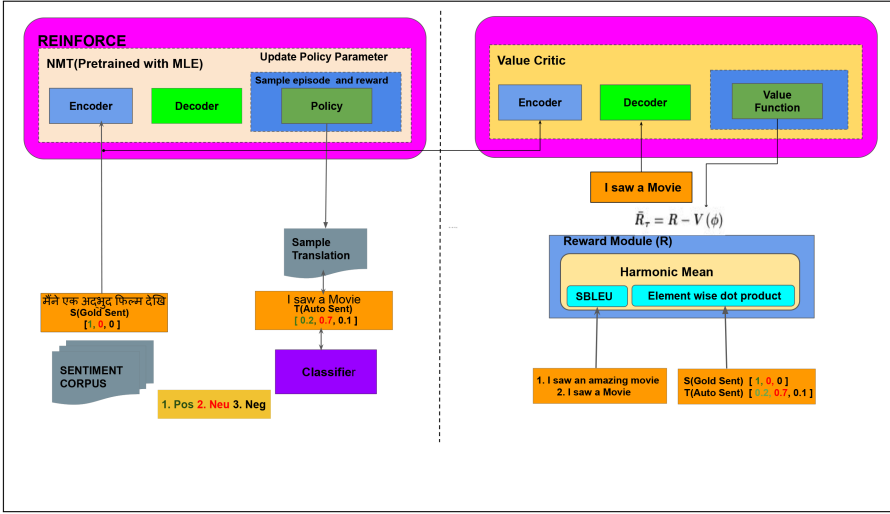 REINFORCE
NMT(Pretrained with MLE)
Update Policy Parameter
Sample episode and reward
Encoder
Decoder
Policy
Sample
Translation
मैंने एक अदभुद फिल्म देखि
S(Gold Sent)
[1, 0, 0 ]
I saw a Movie
T(Auto Sent)
[ 0.2, 0.7, 0.1 ]
SENTIMENT
CORPUS
Classifier
1. Pos 2. Neu 3. Neg
....
Value Critic
Encoder
Decoder
Value
Function
I saw a Movie
R̄τ = R − V (ϕ)
Reward Module (R)
Harmonic Mean
SBLEU
Element wise dot product
1. I saw an amazing movie
2. I saw a Movie
S(Gold Sent) [ 1, 0, 0 ]
T(Auto Sent) [ 0.2, 0.7, 0.1 ]